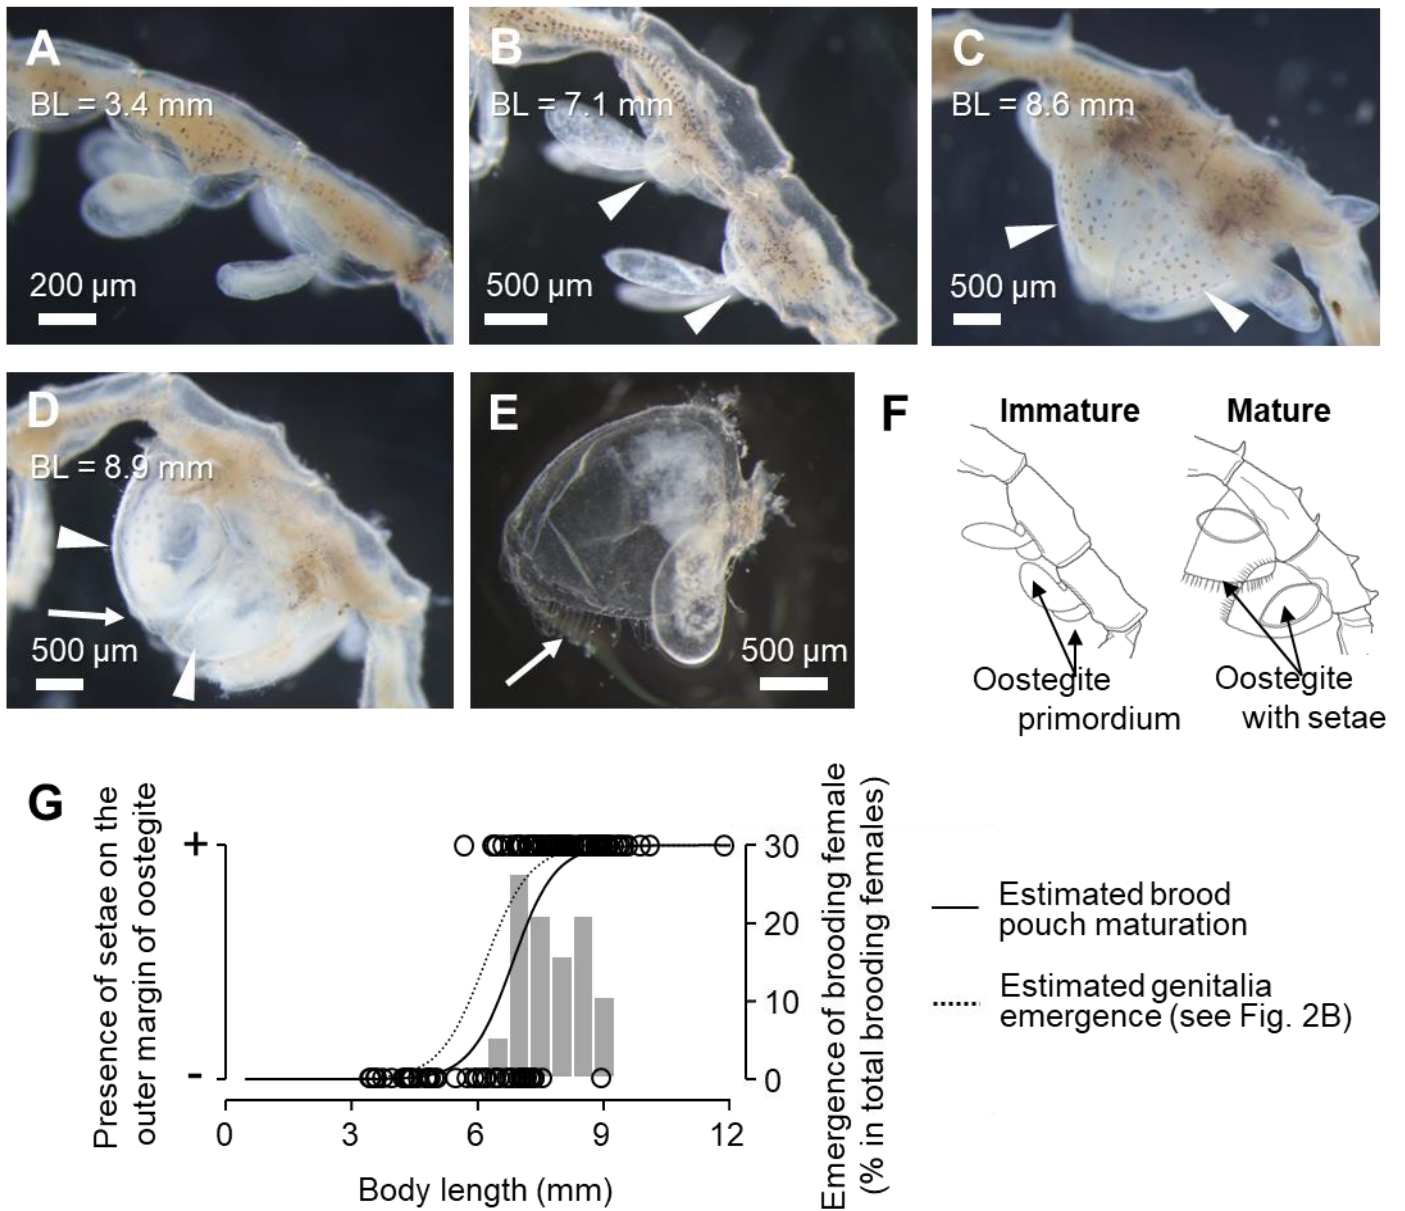 A
BL = 3.4 mm
200 µm
B
BL = 7.1 mm
500 µm
C
BL = 8.6 mm
500 µm
D
BL = 8.9 mm
500 µm
E
500 µm
F
Immature
Mature
Oostegite
primordium
Oostegite
with setae
G
Presence of setae on the
outer margin of oostegite
+
-
30
20
10
0
Emergence of brooding female
(% in total brooding females)
0
3
6
9
12
Body length (mm)
Estimated brood
pouch maturation
Estimated genitalia
emergence (see Fig. 2B)